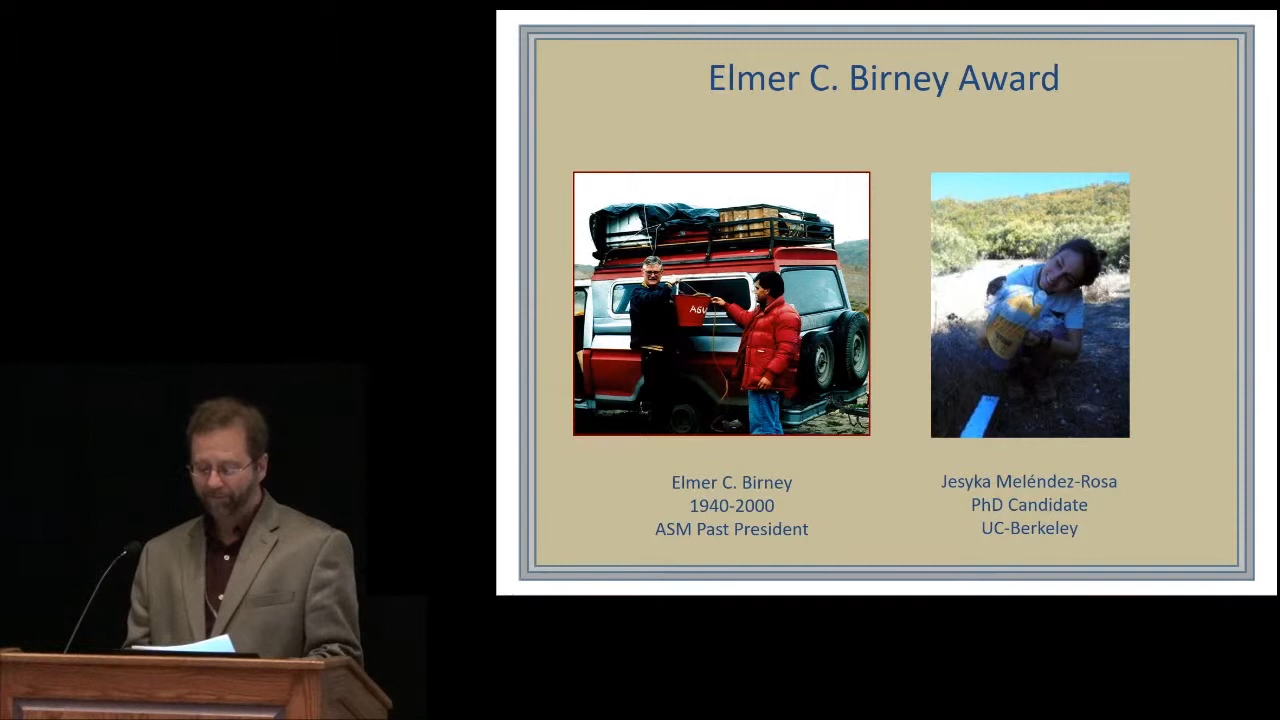 Elmer C. Birney Award
Elmer C. Birney
1940-2000
ASM Past President
Jesyka Meléndez-Rosa
PhD Candidate
UC-Berkeley